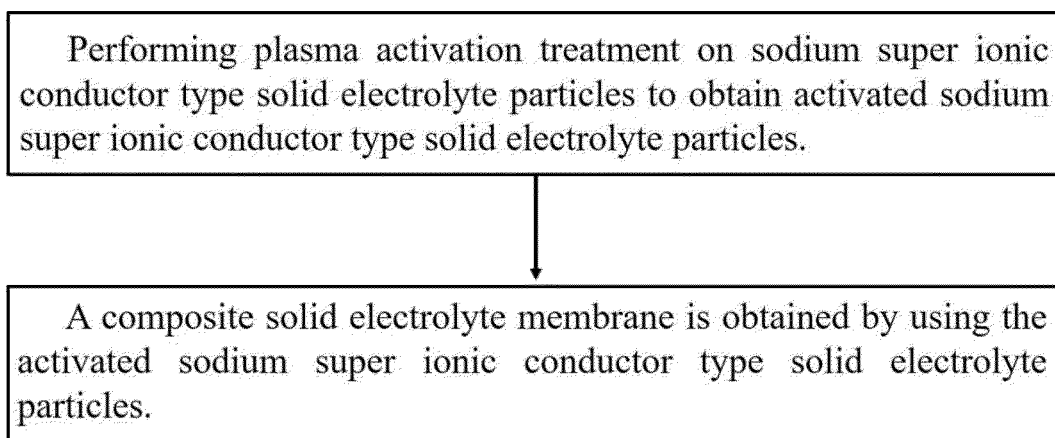 Performing plasma activation treatment on sodium super ionic
conductor type solid electrolyte particles to obtain activated sodium
super ionic conductor type solid electrolyte particles.
A composite solid electrolyte membrane is obtained by using the
activated sodium super ionic conductor type solid electrolyte
particles.